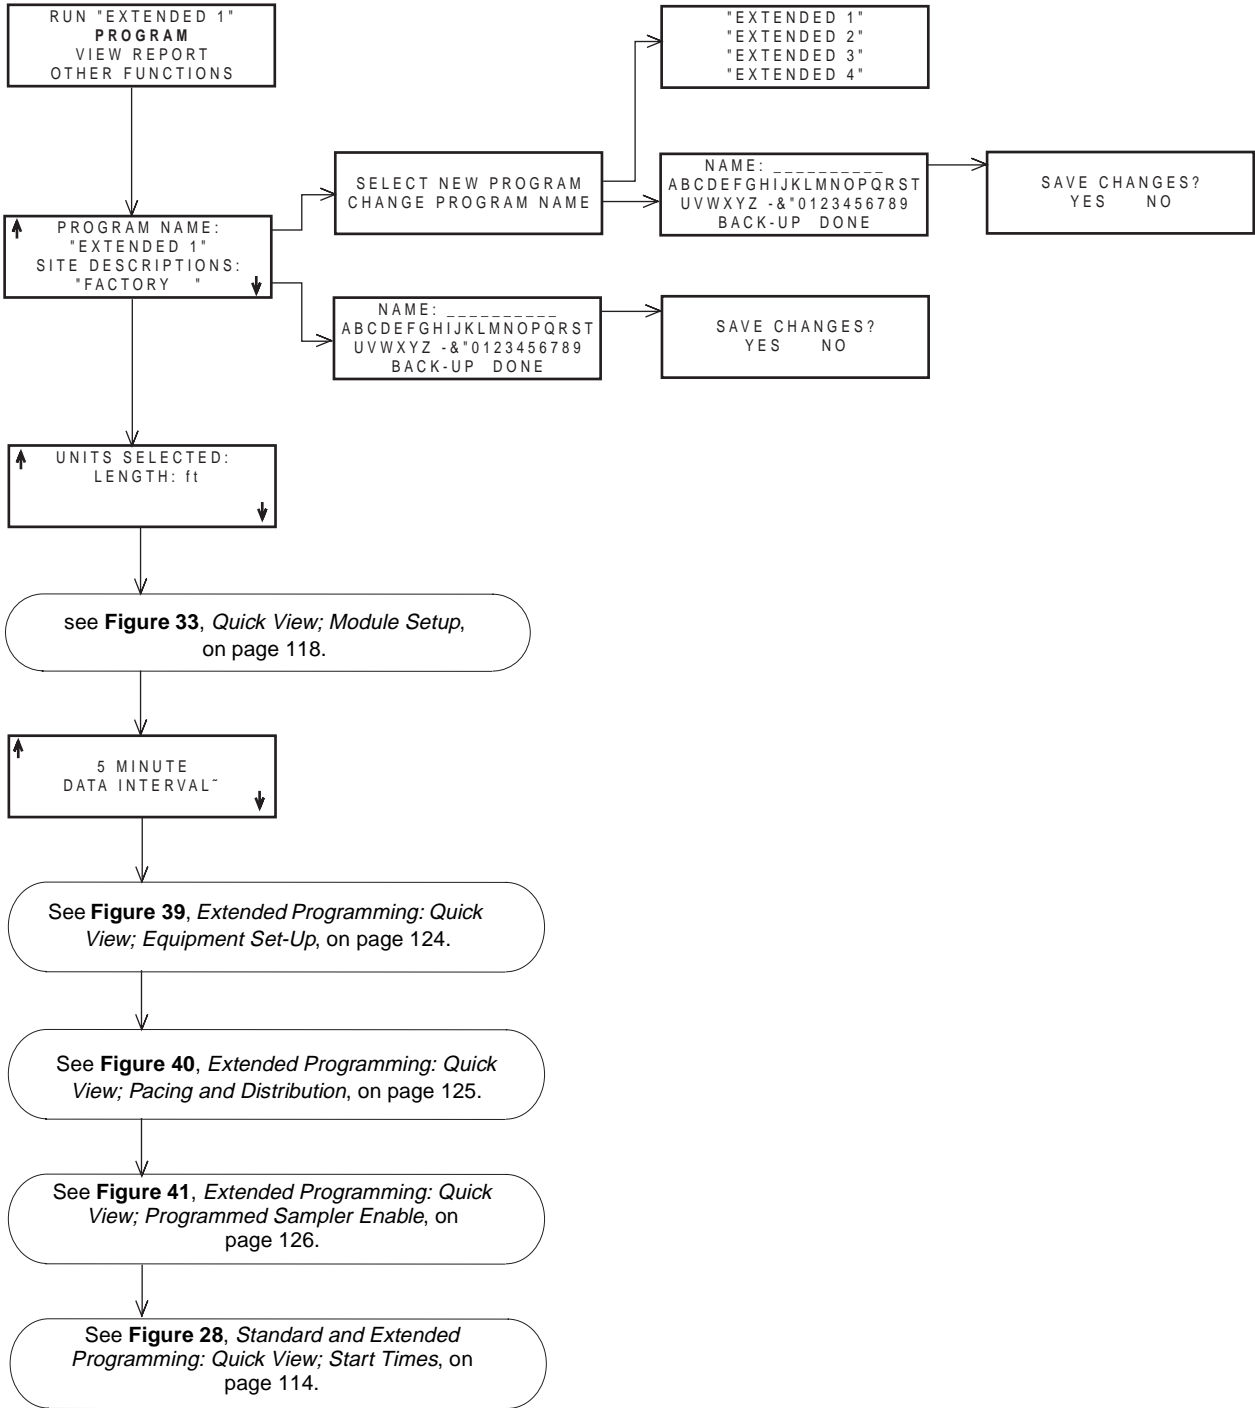 RUN "EXTENDED 1"
PROGRAM
VIEW REPORT
OTHER FUNCTIONS
"EXTENDED 1"
"EXTENDED 2"
"EXTENDED 3"
"EXTENDED 4"
SELECT NEW PROGRAM
CHANGE PROGRAM NAME
NAME: __________
ABCDEFGHIJKLMNOPQRST
UVWXYZ -&"0123456789
BACK-UP DONE
SAVE CHANGES?
YES NO
PROGRAM NAME:
"EXTENDED 1"
SITE DESCRIPTIONS:
"FACTORY "
NAME: __________
ABCDEFGHIJKLMNOPQRST
UVWXYZ -&"0123456789
BACK-UP DONE
SAVE CHANGES?
YES NO
UNITS SELECTED:
LENGTH: ft
see Figure 33, Quick View; Module Setup,
on page 118.
5 MINUTE
DATA INTERVAL˜
See Figure 39, Extended Programming: Quick
View; Equipment Set-Up, on page 124.
See Figure 40, Extended Programming: Quick
View; Pacing and Distribution, on page 125.
See Figure 41, Extended Programming: Quick
View; Programmed Sampler Enable, on
page 126.
See Figure 28, Standard and Extended
Programming: Quick View; Start Times, on
page 114.